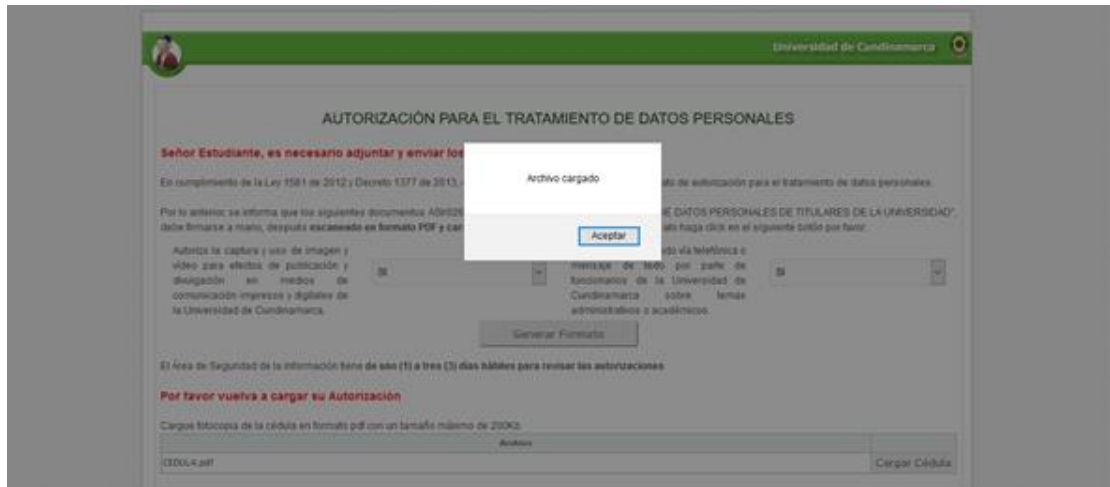 Universidad de Cundinamarca
AUTORIZACIÓN PARA EL TRATAMIENTO DE DATOS PERSONALES
Señor Estudiante, es necesario adjuntar y enviar los
En cumplimiento de la Ley 1581 de 2012 y Decreto 1377 de 2013, de autorización para el tratamiento de datos personales.
Archivo cargado
Por lo anterior, se informa que los siguientes documentos DATOS PERSONALES DE TITULARES DE LA UNIVERSIDAD",
debe firmarse a mano, después escaneado en formato PDF y haga click en el siguiente botón por favor.
Aceptar
Autoriza la captura y uso de imagen y
video para efectos de publicación y
divulgación en medios de
comunicación impresos y digitales de
la Universidad de Cundinamarca.
SI
vía telefónica o
mensaje de texto por parte de
funcionarios de la Universidad de
Cundinamarca sobre temas
administrativos o académicos.
SI
Generar Formato
El Área de Seguridad de la Información tiene de uno (1) a tres (3) días hábiles para revisar las autorizaciones
Por favor vuelva a cargar su Autorización
Cargue fotocopia de la cédula en formato pdf con un tamaño máximo de 200Kb
Archivo
CEDULA.pdf
Cargar Cédula